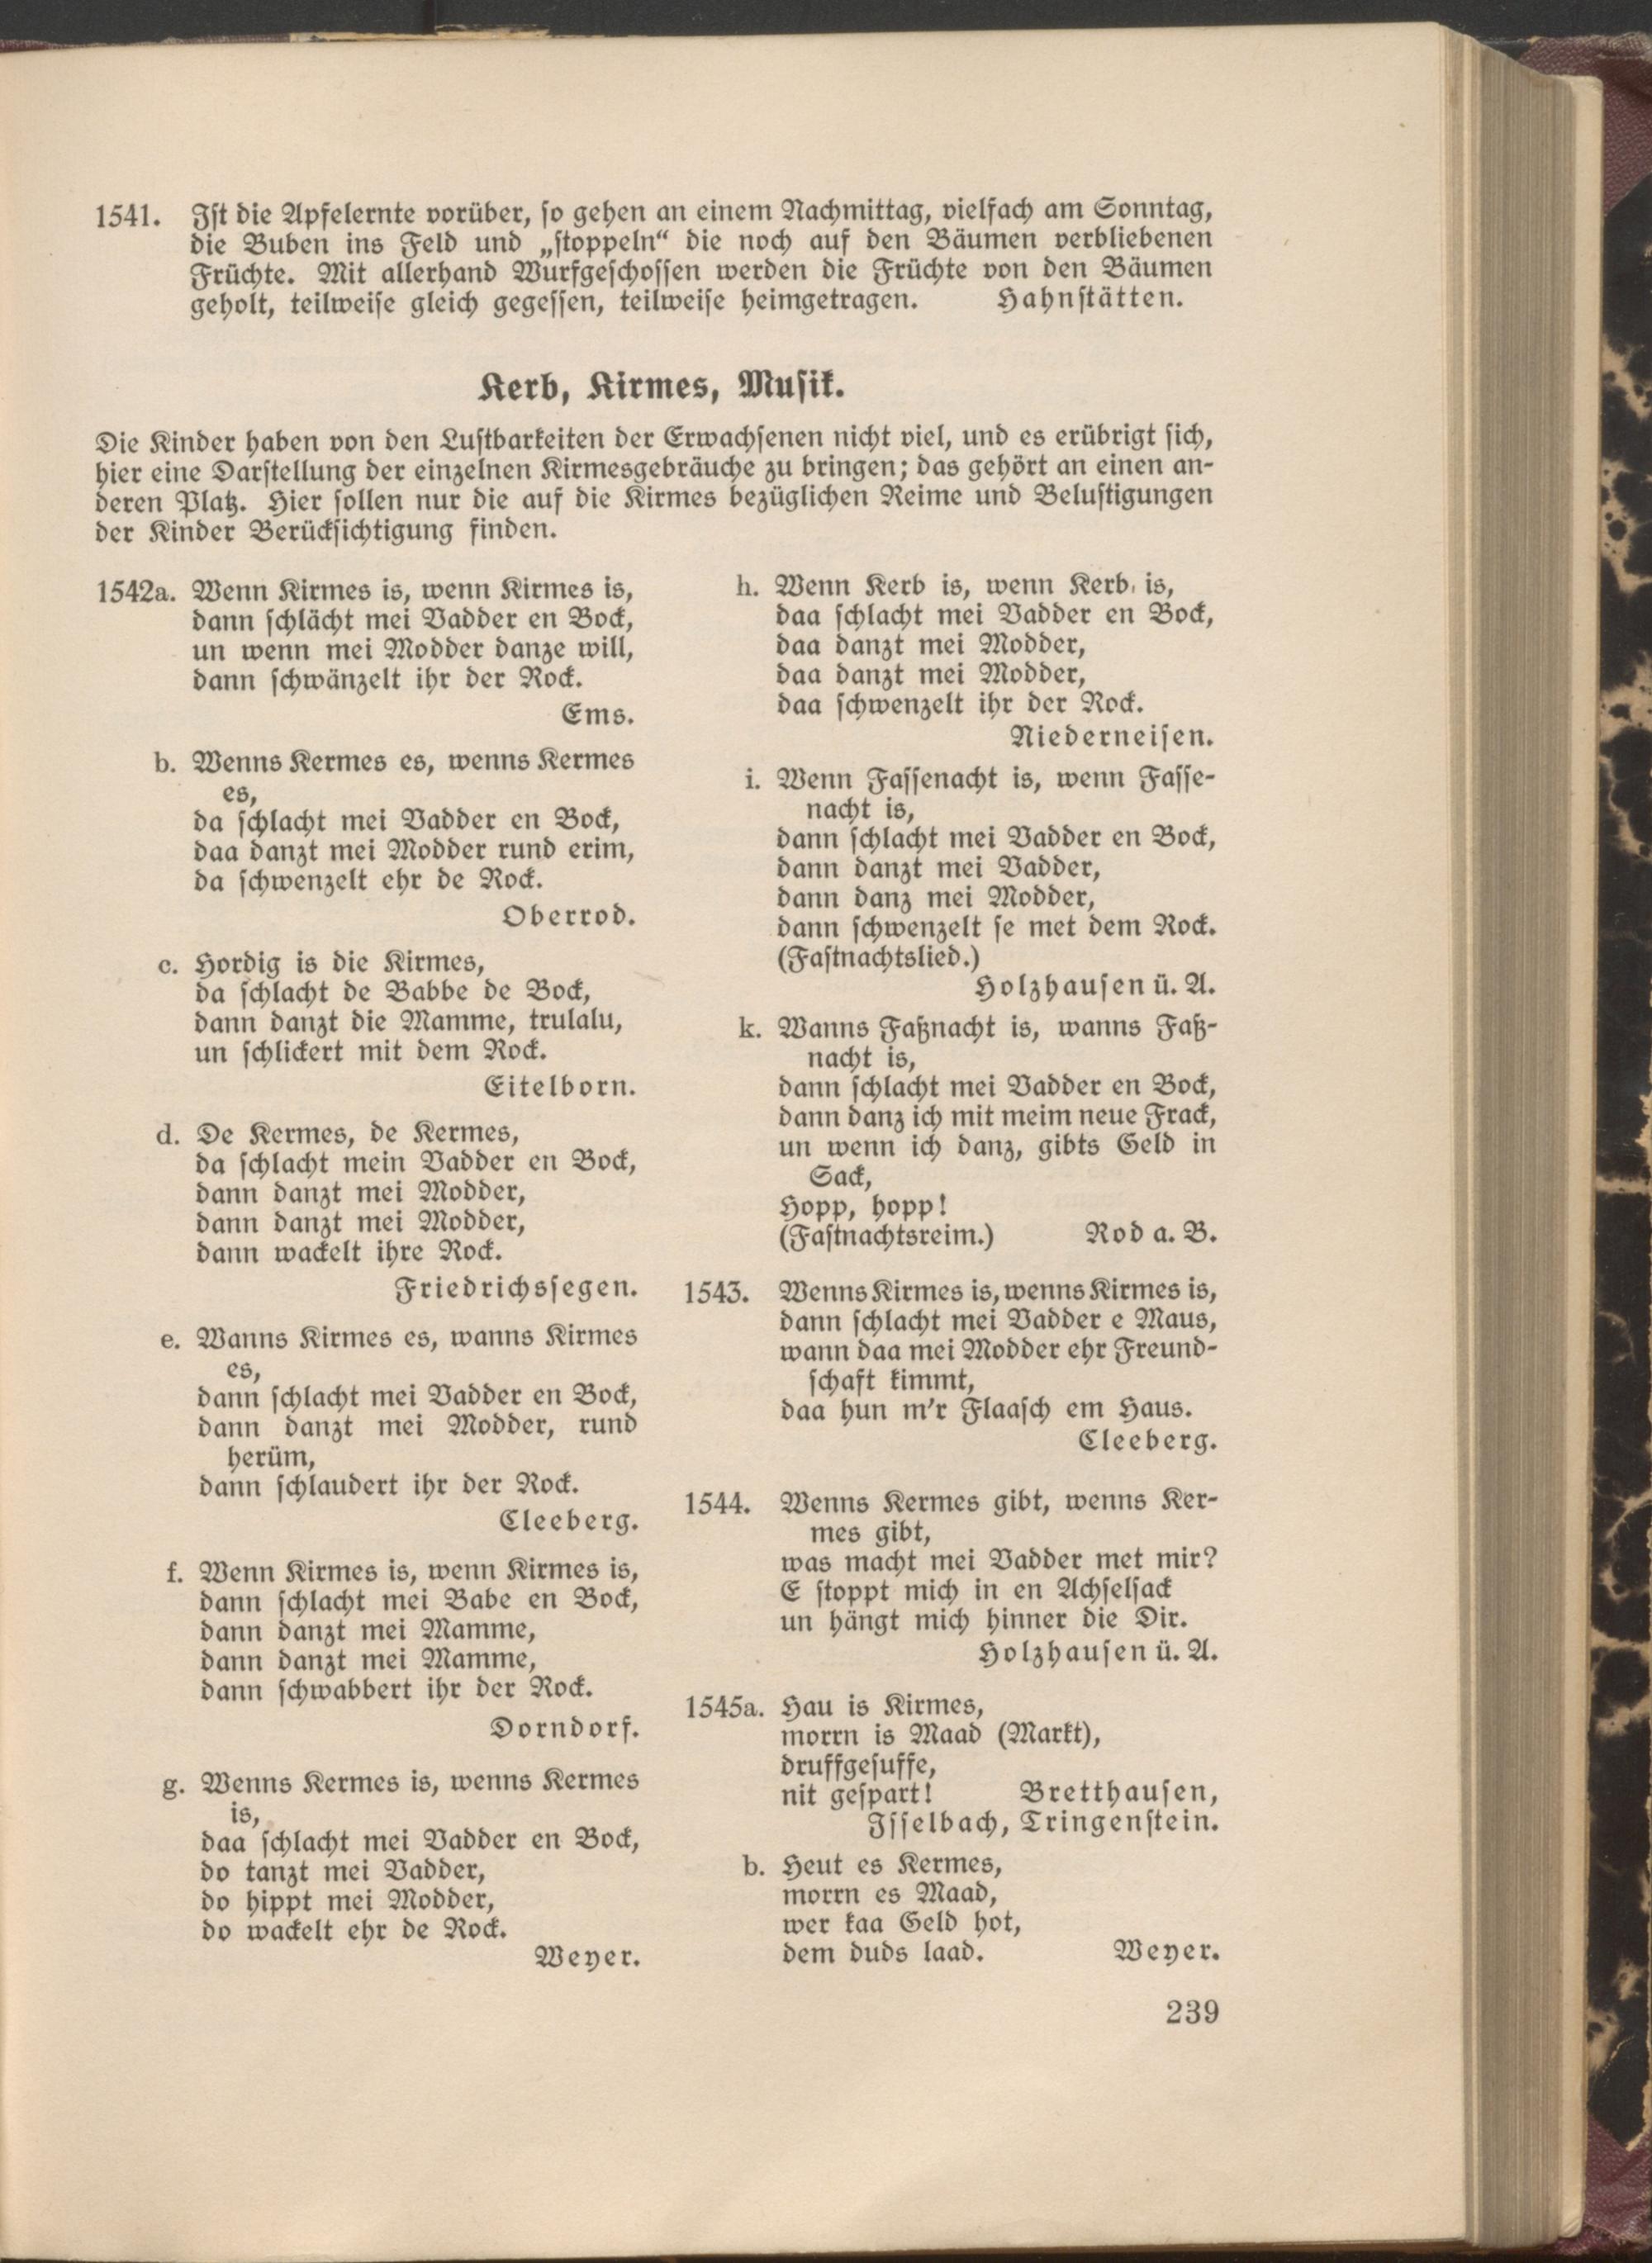 1541. Ist die Apfelernte vorüber, so gehen an einem Nachmittag, vielfach am Sonntag,
die Buben ins Feld und „stoppeln“ die noch auf den Bäumen verbliebenen
Früchte. Mit allerhand Wurfgeschossen werden die Früchte von den Bäumen
geholt, teilweise gleich gegessen, teilweise heimgetragen. Hahnstätten.
Kerb, Kirmes, Musik.
Die Kinder haben von den Lustbarkeiten der Erwachsenen nicht viel, und es erübrigt sich,
hier eine Darstellung der einzelnen Kirmesgebräuche zu bringen; das gehört an einen an-
deren Platz. Hier sollen nur die auf die Kirmes bezüglichen Reime und Belustigungen
der Kinder Berücksichtigung finden.
1542a. Wenn Kirmes is, wenn Kirmes is,
dann schlächt mei Vadder en Bock,
un wenn mei Modder danze will,
dann schwänzelt ihr der Rock.
Ems.
b. Wenns Kermes es, wenns Kermes
es,
da schlacht mei Vadder en Bock,
daa danzt mei Modder rund erim,
da schwenzelt ehr de Rock.
Oberrod.
c. Hordig is die Kirmes,
da schlacht de Babbe de Bock,
dann danzt die Mamme, trulalu,
un schlickert mit dem Rock.
Eitelborn.
d. De Kermes, de Kermes,
da schlacht mein Vadder en Bock,
dann danzt mei Modder,
dann danzt mei Modder,
dann wackelt ihre Rock.
Friedrichssegen.
e. Wanns Kirmes es, wanns Kirmes
es,
dann schlacht mei Vadder en Bock,
dann danzt mei Modder, rund
herüm,
dann schlaudert ihr der Rock.
Cleeberg.
f. Wenn Kirmes is, wenn Kirmes is,
dann schlacht mei Babe en Bock,
dann danzt mei Mamme,
dann danzt mei Mamme,
dann schwabbert ihr der Rock.
Dorndorf.
g. Wenns Kermes is, wenns Kermes
is,
daa schlacht mei Vadder en Bock,
do tanzt mei Vadder,
do hippt mei Modder,
do wackelt ehr de Rock.
Weyer.
h. Wenn Kerb is, wenn Kerb is,
daa schlacht mei Vadder en Bock,
daa danzt mei Modder,
daa danzt mei Modder,
daa schwenzelt ihr der Rock.
Niederneisen.
i. Wenn Fassenacht is, wenn Fasse-
nacht is,
dann schlacht mei Vadder en Bock,
dann danzt mei Vadder,
dann danz mei Modder,
dann schwenzelt se met dem Rock.
(Fastnachtslied.)
Holzhausen ü. A.
k. Wanns Faßnacht is, wanns Faß-
nacht is,
dann schlacht mei Vadder en Bock,
dann danz ich mit meim neue Frack,
un wenn ich danz, gibts Geld in
Sack,
Hopp, hopp!
(Fastnachtsreim.) Rod a. B.
1543. Wenns Kirmes is, wenns Kirmes is,
dann schlacht mei Vadder e Maus,
wann daa mei Modder ehr Freund-
schaft kimmt,
daa hun m'r Flaasch em Haus.
Cleeberg.
1544. Wenns Kermes gibt, wenns Ker-
mes gibt,
was macht mei Vadder met mir?
E stoppt mich in en Achselsack
un hängt mich hinner die Dir.
Holzhausen ü. A.
1545a. Hau is Kirmes,
morrn is Maad (Markt),
druffgesuffe,
nit gespart! Bretthausen,
Isselbach, Tringenstein.
b. Heut es Kermes,
morrn es Maad,
wer kaa Geld hot,
dem duds laad. Weyer.
239